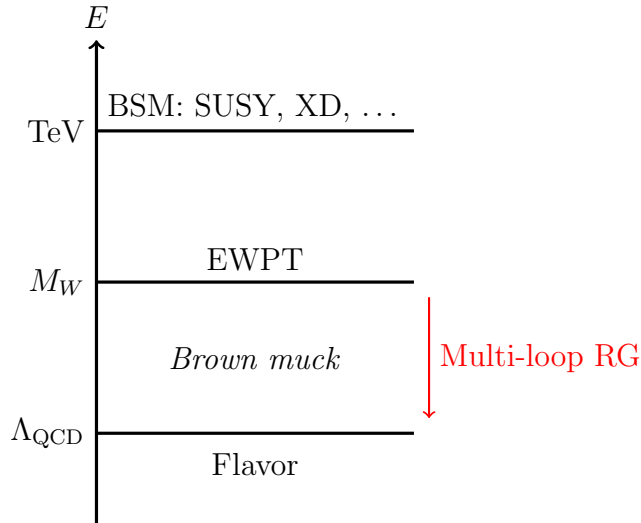 E
BSM: SUSY, XD, …
TeV
EWPT
M_W
Brown muck
Multi-loop RG
Λ_QCD
Flavor